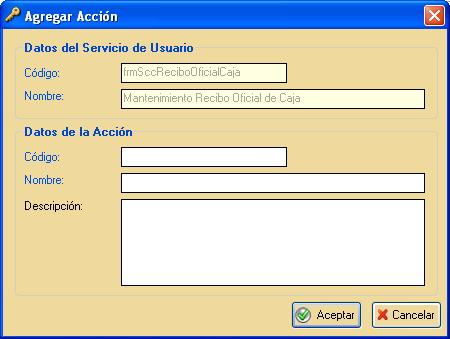 Agregar Acción
Datos del Servicio de Usuario
Código: frmSccReciboOficialCaja
Nombre: Mantenimiento Recibo Oficial de Caja
Datos de la Acción
Código:
Nombre:
Descripción:
Aceptar Cancelar